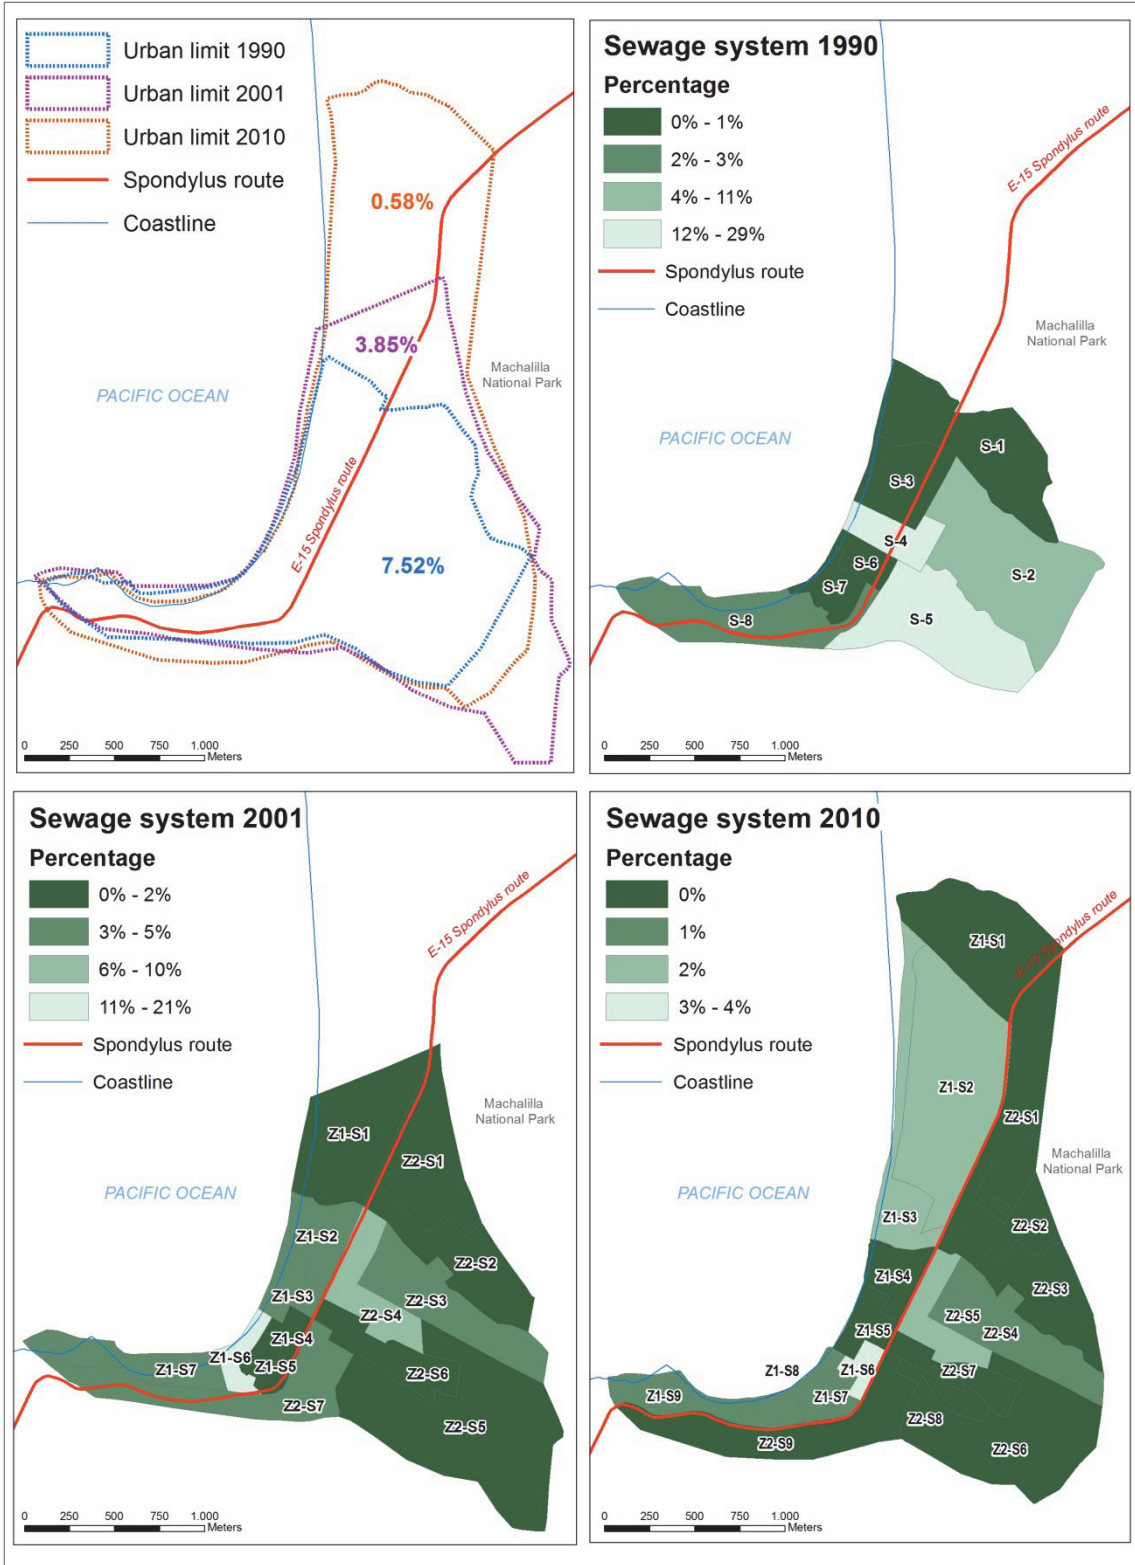 Urban limit 1990
Urban limit 2001
Urban limit 2010
Spondylus route
Coastline
0.58%
3.85%
Machalilla
National Park
PACIFIC OCEAN
E-15 Spondylus route
7.52%
0 250 500 750 1.000
Meters
Sewage system 1990
Percentage
0% - 1%
2% - 3%
4% - 11%
12% - 29%
Spondylus route
Coastline
E-15 Spondylus route
Machalilla
National Park
PACIFIC OCEAN
S-1
S-3
S-4
S-6
S-2
S-7
S-8
S-5
0 250 500 750 1.000
Meters
Sewage system 2001
Percentage
0% - 2%
3% - 5%
6% - 10%
11% - 21%
Spondylus route
Coastline
E-15 Spondylus route
Machalilla
National Park
PACIFIC OCEAN
Z1-S1
Z2-S1
Z1-S2
Z2-S2
Z1-S3
Z2-S3
Z2-S4
Z1-S4
Z1-S6
Z1-S7
Z1-S5
Z2-S6
Z2-S7
Z2-S5
0 250 500 750 1.000
Meters
Sewage system 2010
Percentage
0%
1%
2%
3% - 4%
Spondylus route
Coastline
E-15 Spondylus route
Machalilla
National Park
PACIFIC OCEAN
Z1-S1
Z1-S2
Z2-S1
Z1-S3
Z2-S2
Z1-S4
Z2-S3
Z2-S5
Z1-S5
Z2-S4
Z1-S8
Z1-S6
Z2-S7
Z1-S9
Z1-S7
Z2-S8
Z2-S9
Z2-S6
0 250 500 750 1.000
Meters